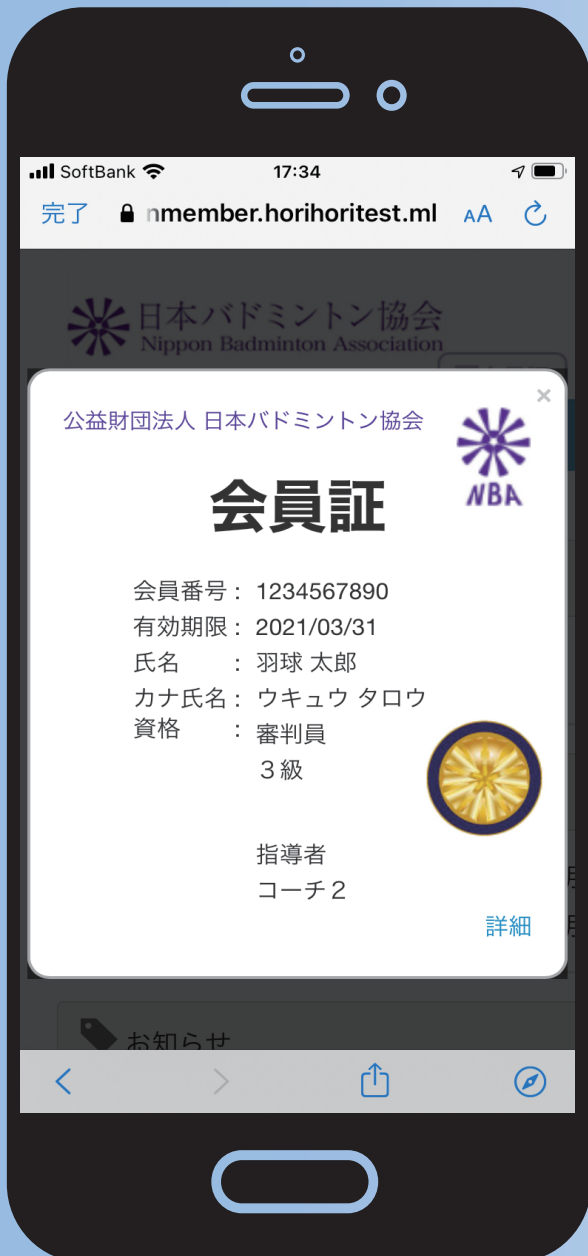 SoftBank 17:34
完了 nmember.horihoritest.ml AA
日本バドミントン協会
Nippon Badminton Association
×
公益財団法人 日本バドミントン協会
NBA
会員証
会員番号： 1234567890
有効期限： 2021/03/31
氏名　　： 羽球 太郎
カナ氏名： ウキュウ タロウ
資格　　： 審判員
３級
指導者
コーチ２
詳細
お知らせ